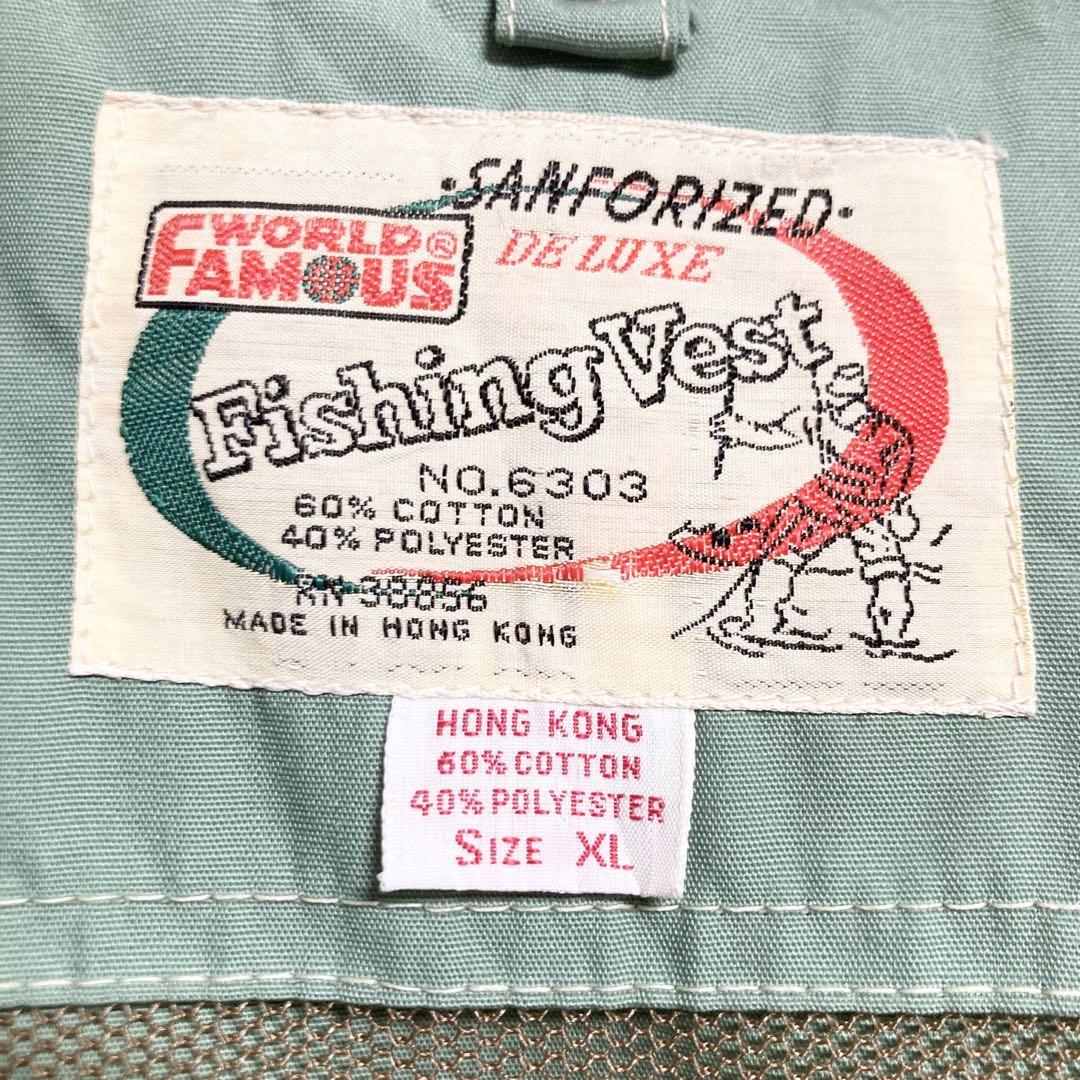 •SANFORIZED•
WORLD®
FAMOUS
DE LUXE
Fishing Vest
NO.6303
60% COTTON
40% POLYESTER
RN 38856
MADE IN HONG KONG
HONG KONG
60% COTTON
40% POLYESTER
SIZE XL